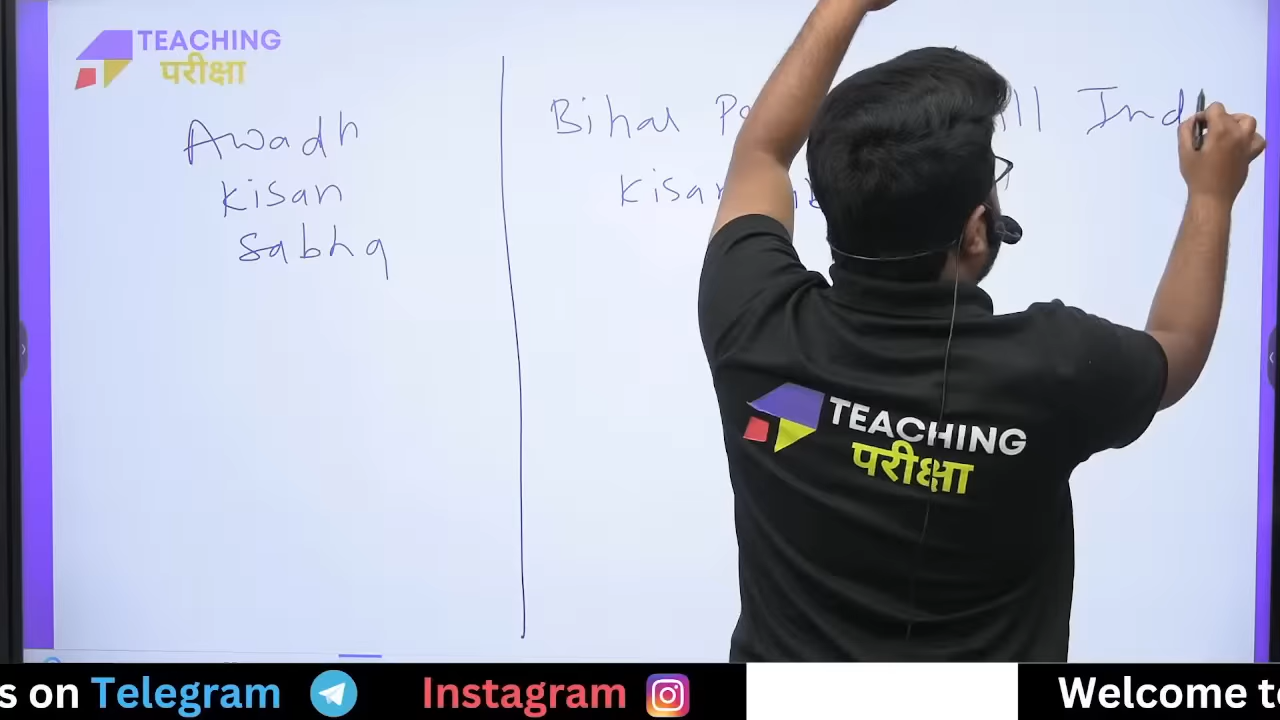 TEACHING
परीक्षा
Awadh
Kisan
Sabha
Bihar
All Ind
Kisan
TEACHING
परीक्षा
s on Telegram
Instagram
Welcome to